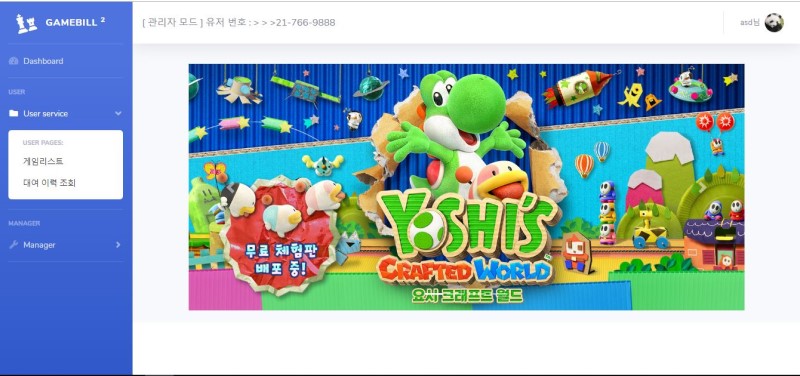 GAMEBILL 2
[ 관리자 모드 ] 유저 번호 : > > >21-766-9888
asd님
Dashboard
USER
User service
USER PAGES:
게임리스트
대여 이력 조회
MANAGER
Manager
무료 체험판
배포 중!
YOSHI'S
CRAFTED WORLD
요시 크래프트 월드